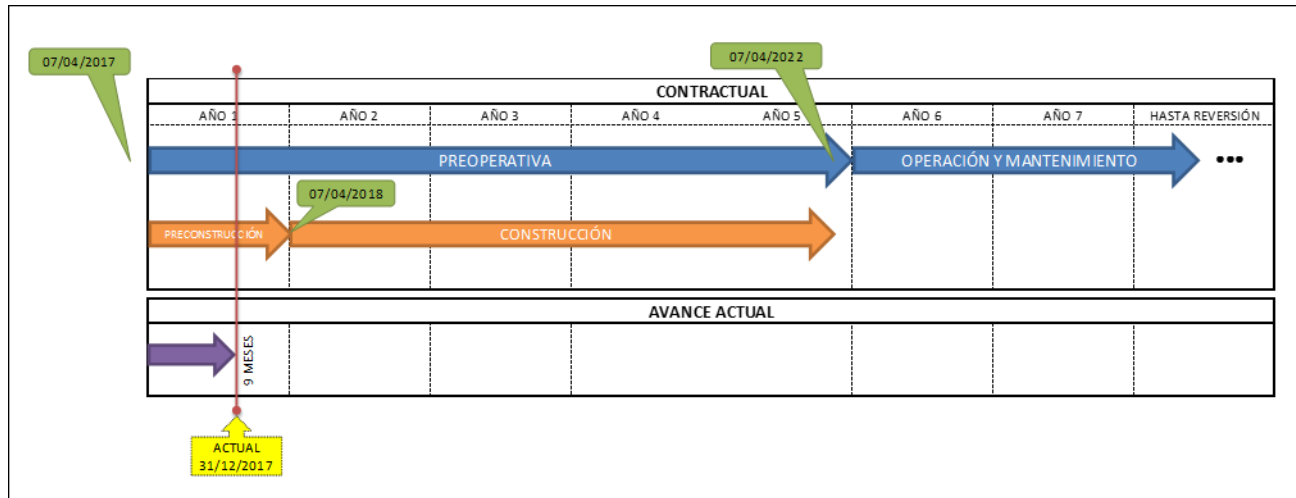 07/04/2017
07/04/2022
CONTRACTUAL
AÑO 1
AÑO 2
AÑO 3
AÑO 4
AÑO 5
AÑO 6
AÑO 7
HASTA REVERSIÓN
PREOPERATIVA
OPERACIÓN Y MANTENIMIENTO
•••
07/04/2018
PRECONSTRUCCIÓN
CONSTRUCCIÓN
AVANCE ACTUAL
9 MESES
ACTUAL
31/12/2017